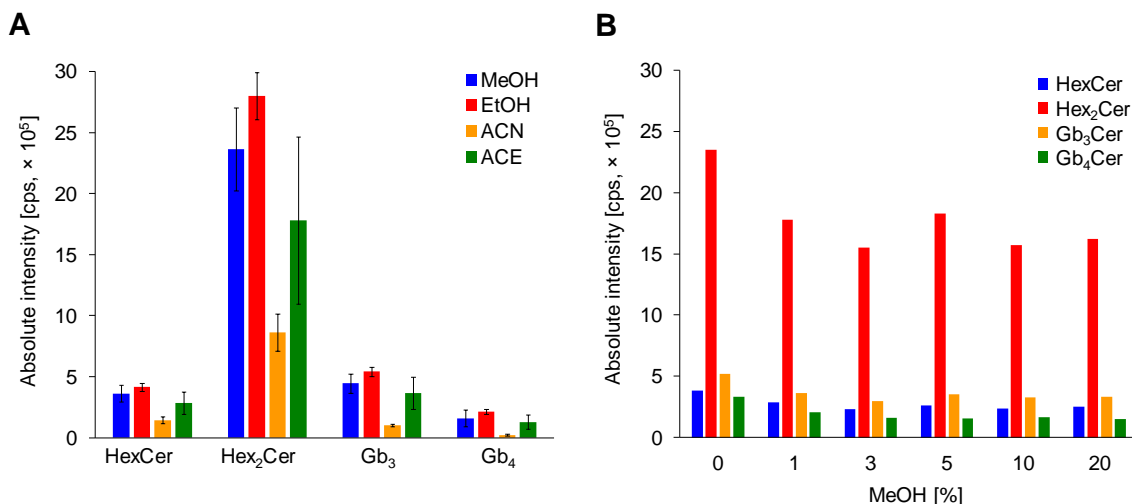 A
Absolute intensity [cps, × 10⁵]
30
25
20
15
10
5
0
MeOH
EtOH
ACN
ACE
HexCer
Hex₂Cer
Gb₃
Gb₄
B
Absolute intensity [cps, × 10⁵]
30
25
20
15
10
5
0
HexCer
Hex₂Cer
Gb₃Cer
Gb₄Cer
0
1
3
5
10
20
MeOH [%]